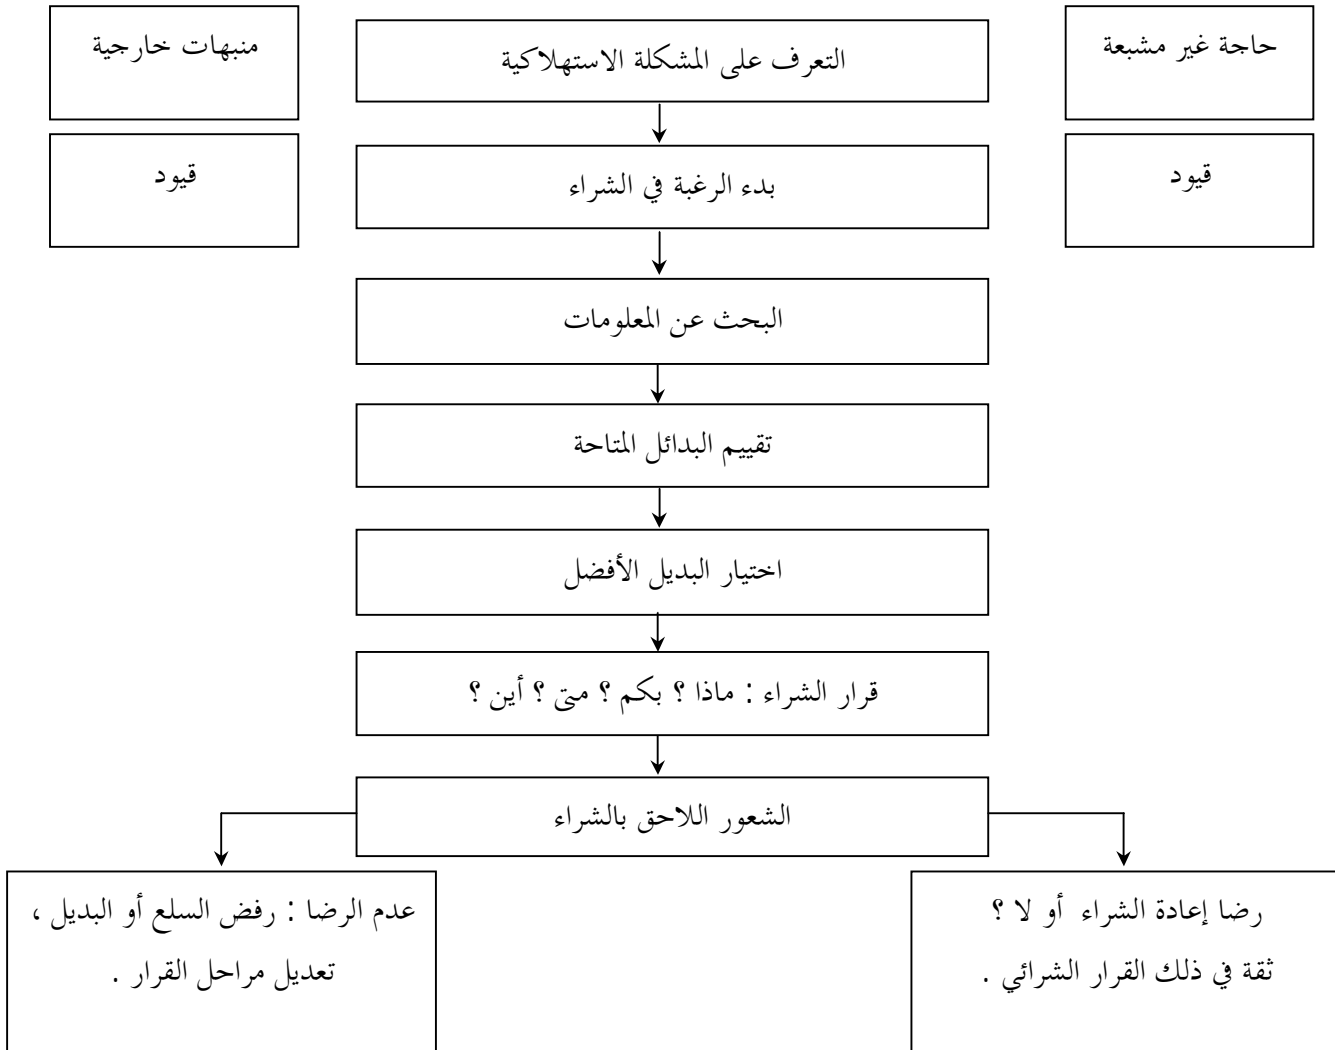 حاجة غير مشبعة
التعرف على المشكلة الاستهلاكية
منبهات خارجية
قيود
بدء الرغبة في الشراء
قيود
البحث عن المعلومات
تقييم البدائل المتاحة
اختيار البديل الأفضل
قرار الشراء : ماذا ؟ بكم ؟ متى ؟ أين ؟
الشعور اللاحق بالشراء
رضا إعادة الشراء أو لا ؟
ثقة في ذلك القرار الشرائي .
عدم الرضا : رفض السلع أو البديل ،
تعديل مراحل القرار .